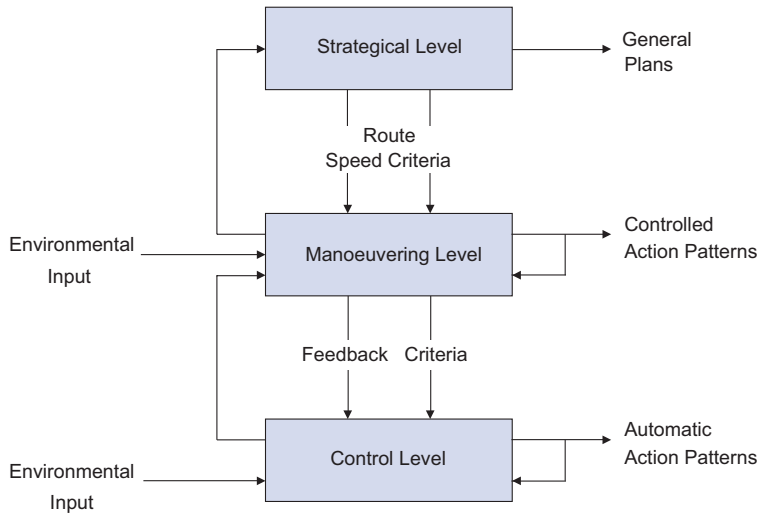 Strategical Level
General
Plans
Route
Speed Criteria
Environmental
Input
Manoeuvering Level
Controlled
Action Patterns
Feedback Criteria
Environmental
Input
Control Level
Automatic
Action Patterns